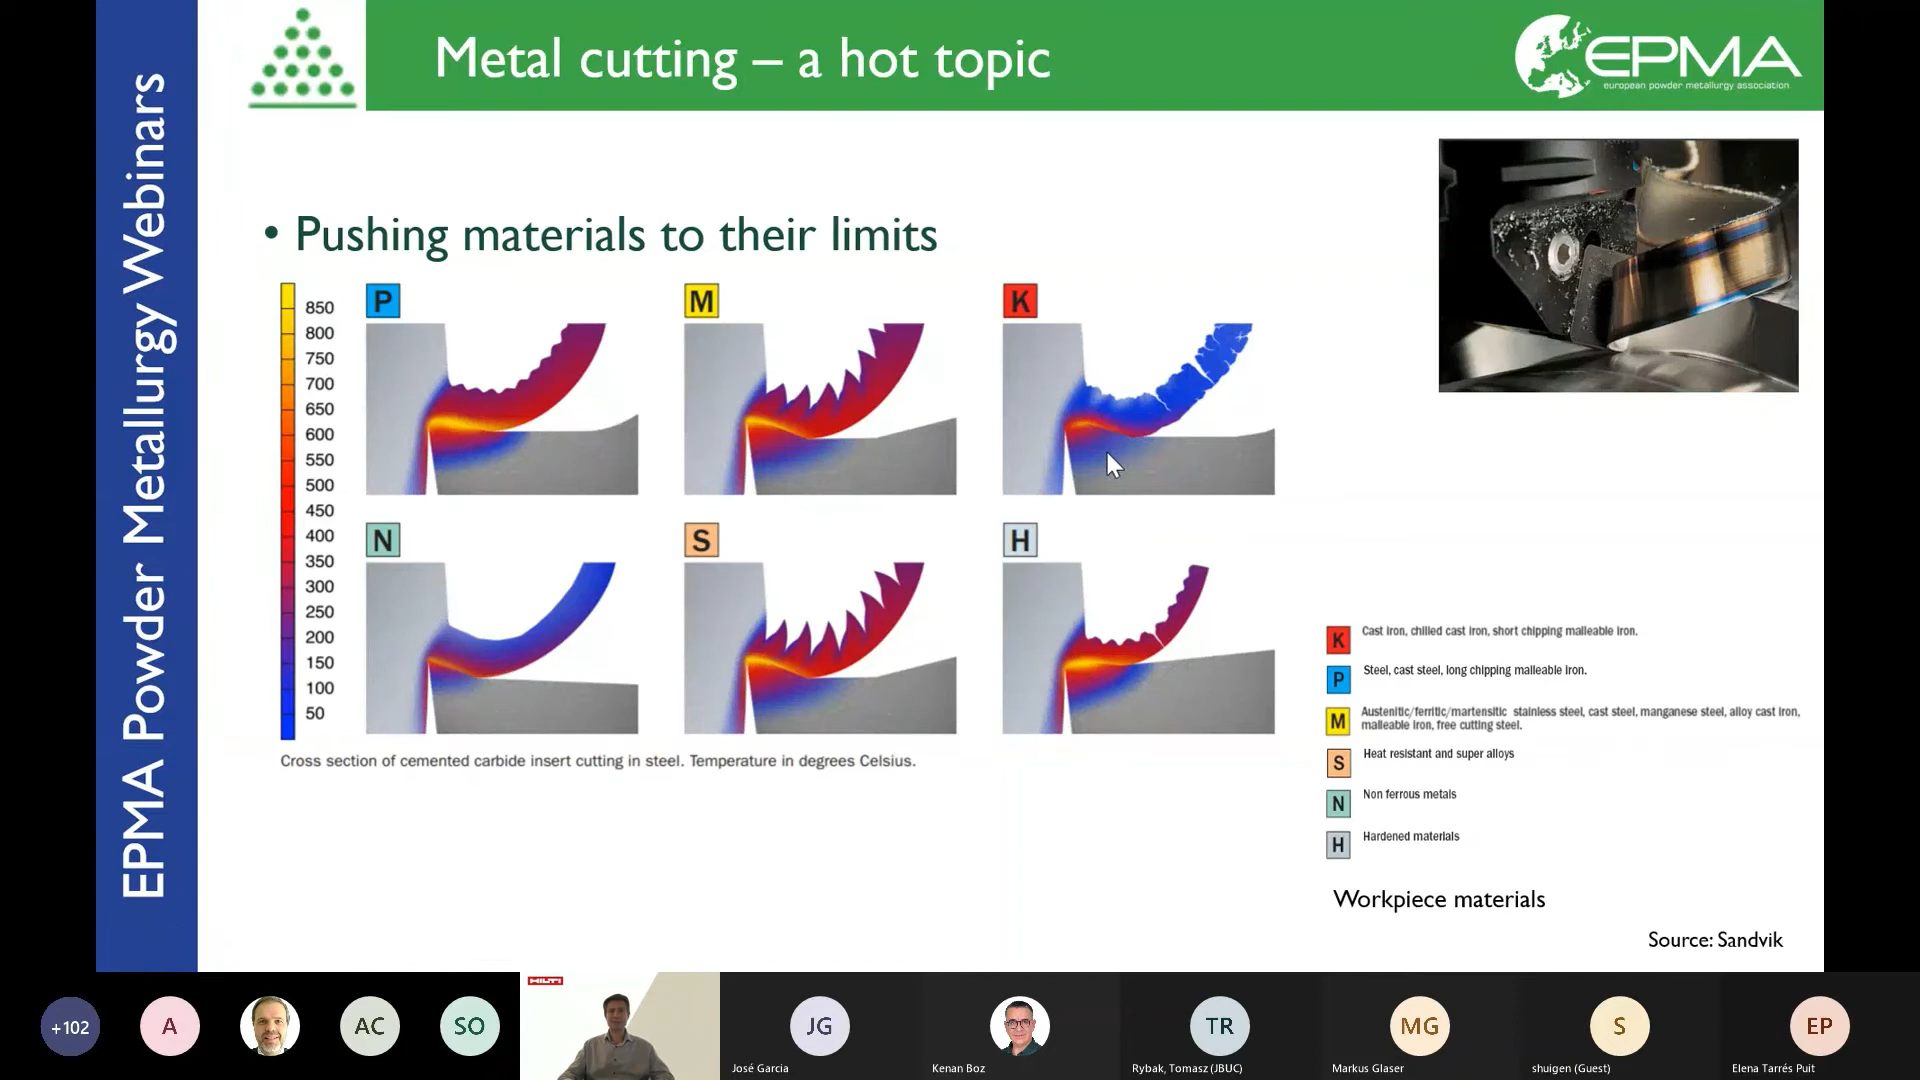 EPMA Powder Metallurgy Webinars
Metal cutting – a hot topic
EPMA
european powder metallurgy association
• Pushing materials to their limits
850
800
750
700
650
600
550
500
450
400
350
300
250
200
150
100
50
P
M
K
N
S
H
Cross section of cemented carbide insert cutting in steel. Temperature in degrees Celsius.
K Cast iron, chilled cast iron, short chipping malleable iron.
P Steel, cast steel, long chipping malleable iron.
M Austenitic/ferritic/martensitic stainless steel, cast steel, manganese steel, alloy cast iron,
malleable iron, free cutting steel.
S Heat resistant and super alloys
N Non ferrous metals
H Hardened materials
Workpiece materials
Source: Sandvik
+102
A
AC
SO
HILTI
JG
TR
MG
S
EP
José Garcia
Kenan Boz
Rybak, Tomasz (JBUC)
Markus Glaser
shuigen (Guest)
Elena Tarrés Puit